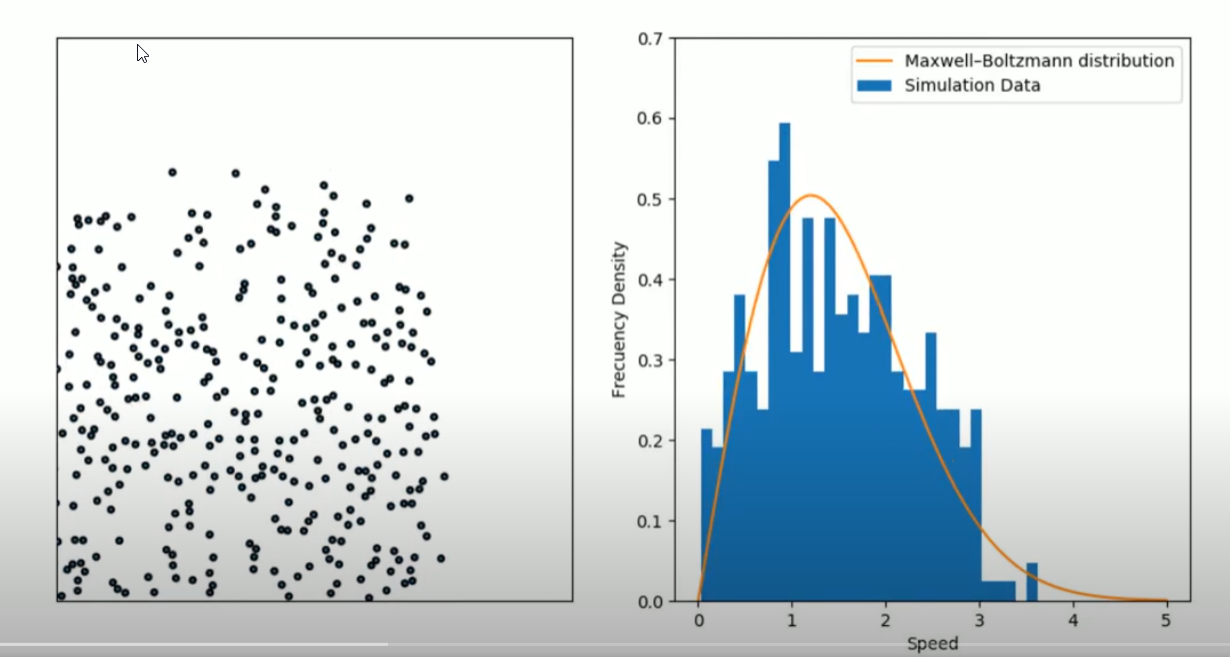 0.7
0.6
0.5
0.4
0.3
0.2
0.1
0.0
Frecuency Density
Maxwell–Boltzmann distribution
Simulation Data
0 1 2 3 4 5
Speed